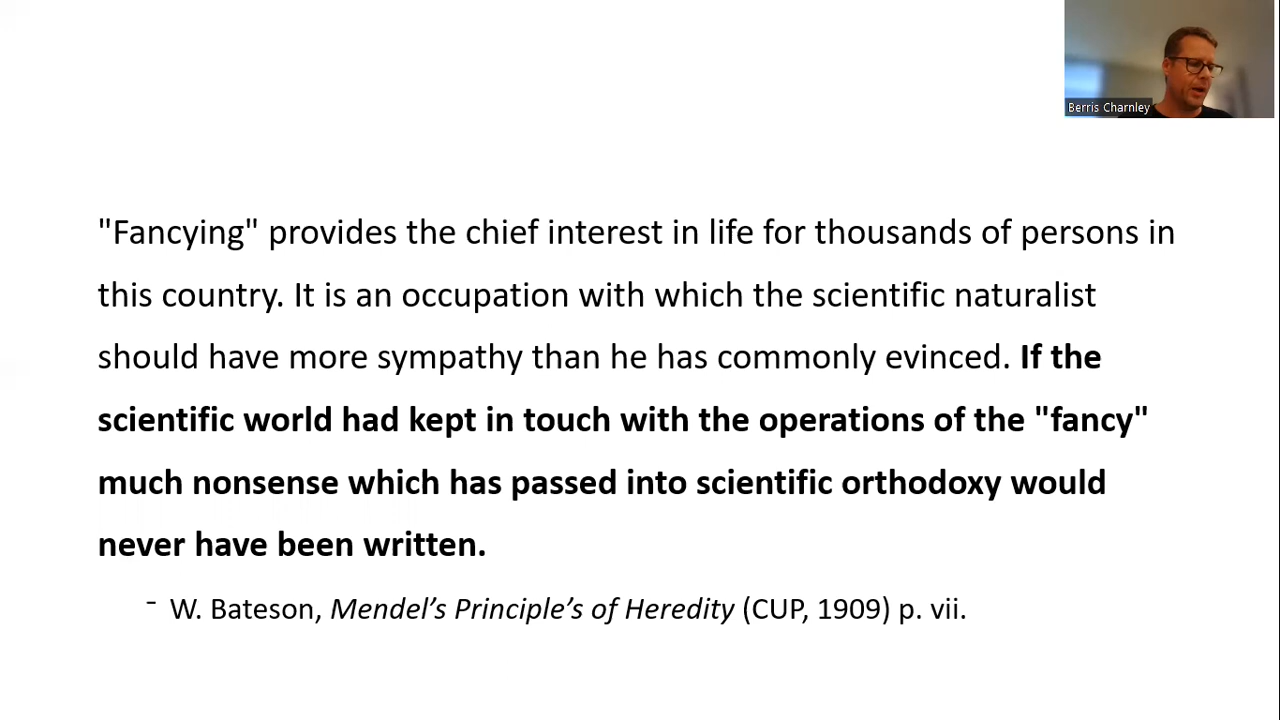 Berris Charnley
"Fancying" provides the chief interest in life for thousands of persons in
this country. It is an occupation with which the scientific naturalist
should have more sympathy than he has commonly evinced. If the
scientific world had kept in touch with the operations of the "fancy"
much nonsense which has passed into scientific orthodoxy would
never have been written.
- W. Bateson, Mendel’s Principle’s of Heredity (CUP, 1909) p. vii.